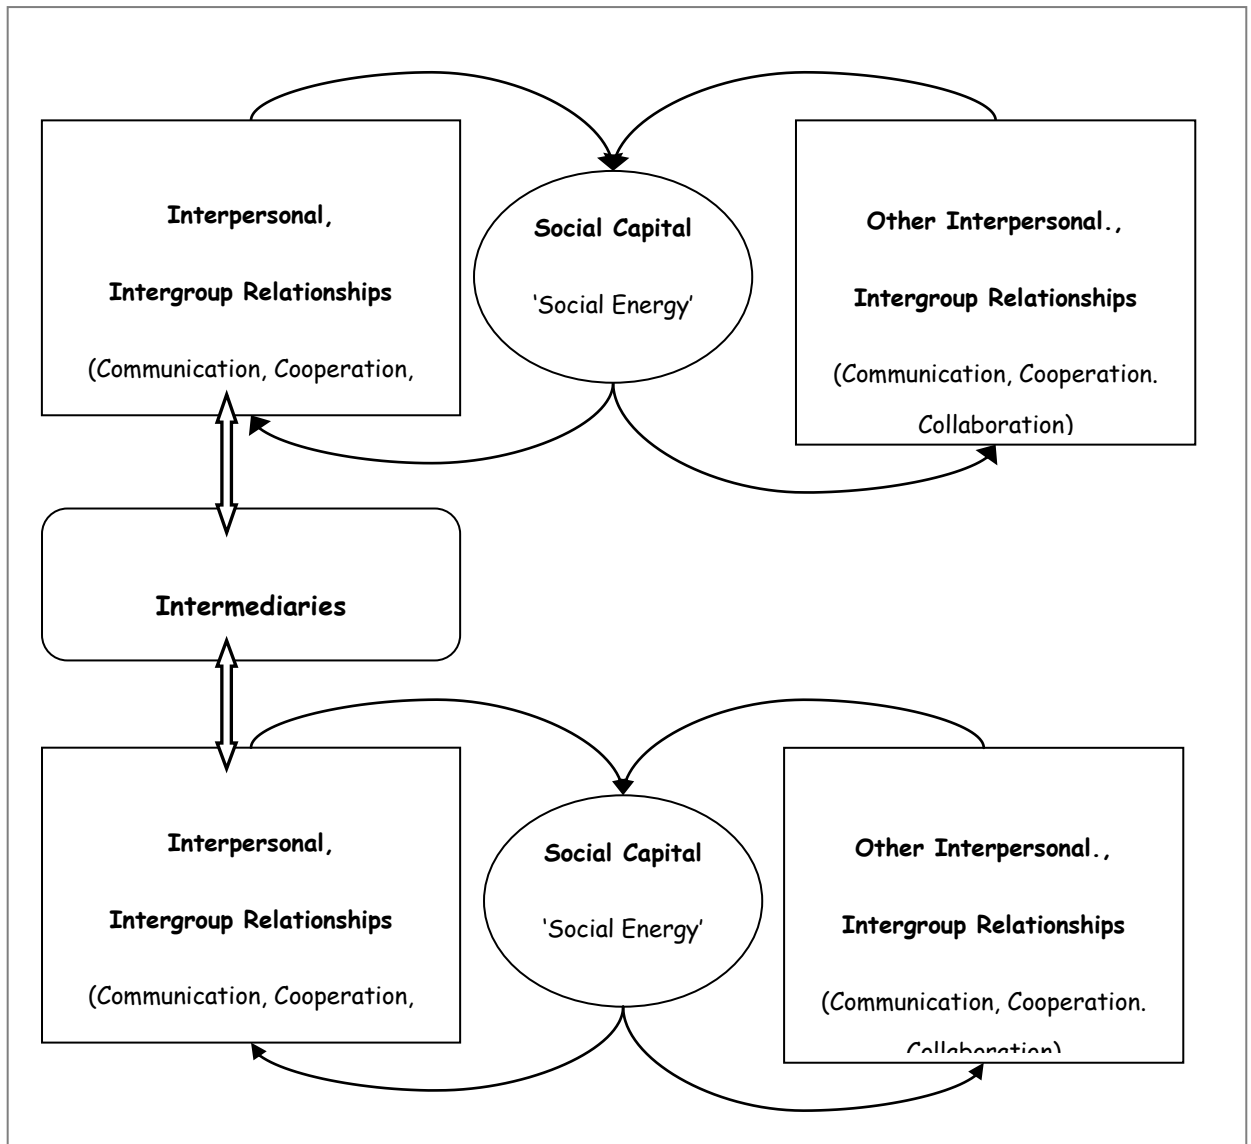 Interpersonal,
Intergroup Relationships
(Communication, Cooperation,
Social Capital
‘Social Energy’
Other Interpersonal.,
Intergroup Relationships
(Communication, Cooperation.
Collaboration)
Intermediaries
Interpersonal,
Intergroup Relationships
(Communication, Cooperation,
Social Capital
‘Social Energy’
Other Interpersonal.,
Intergroup Relationships
(Communication, Cooperation.
Collaboration)